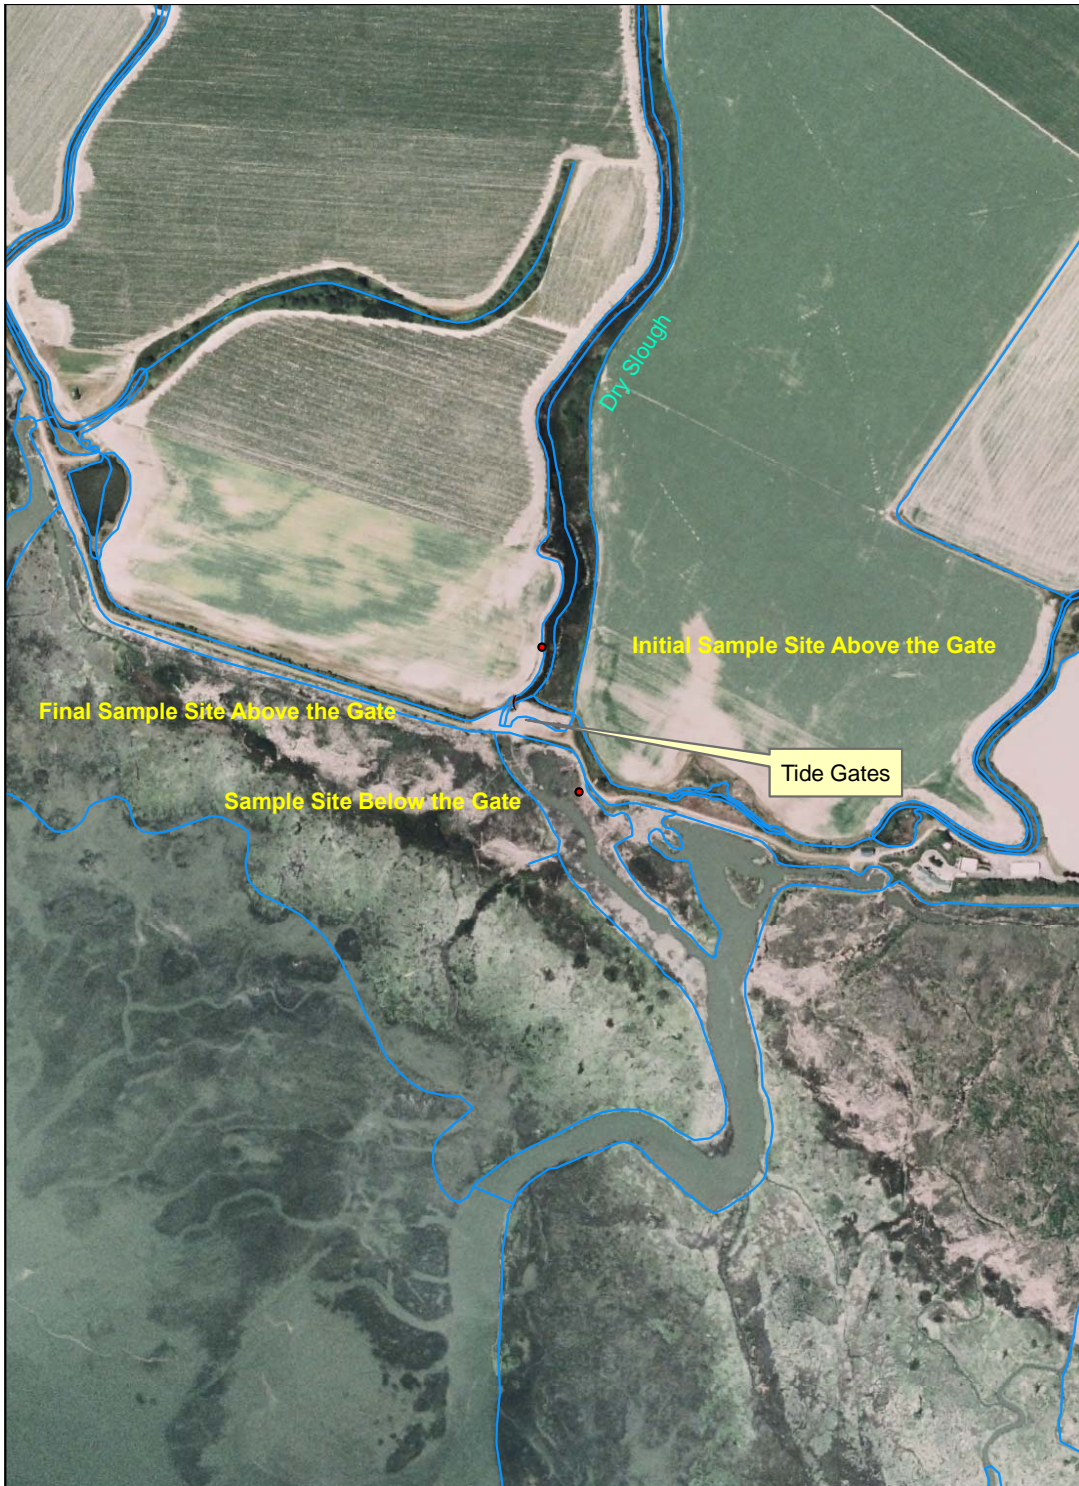 Dry Slough
Initial Sample Site Above the Gate
Final Sample Site Above the Gate
Tide Gates
Sample Site Below the Gate